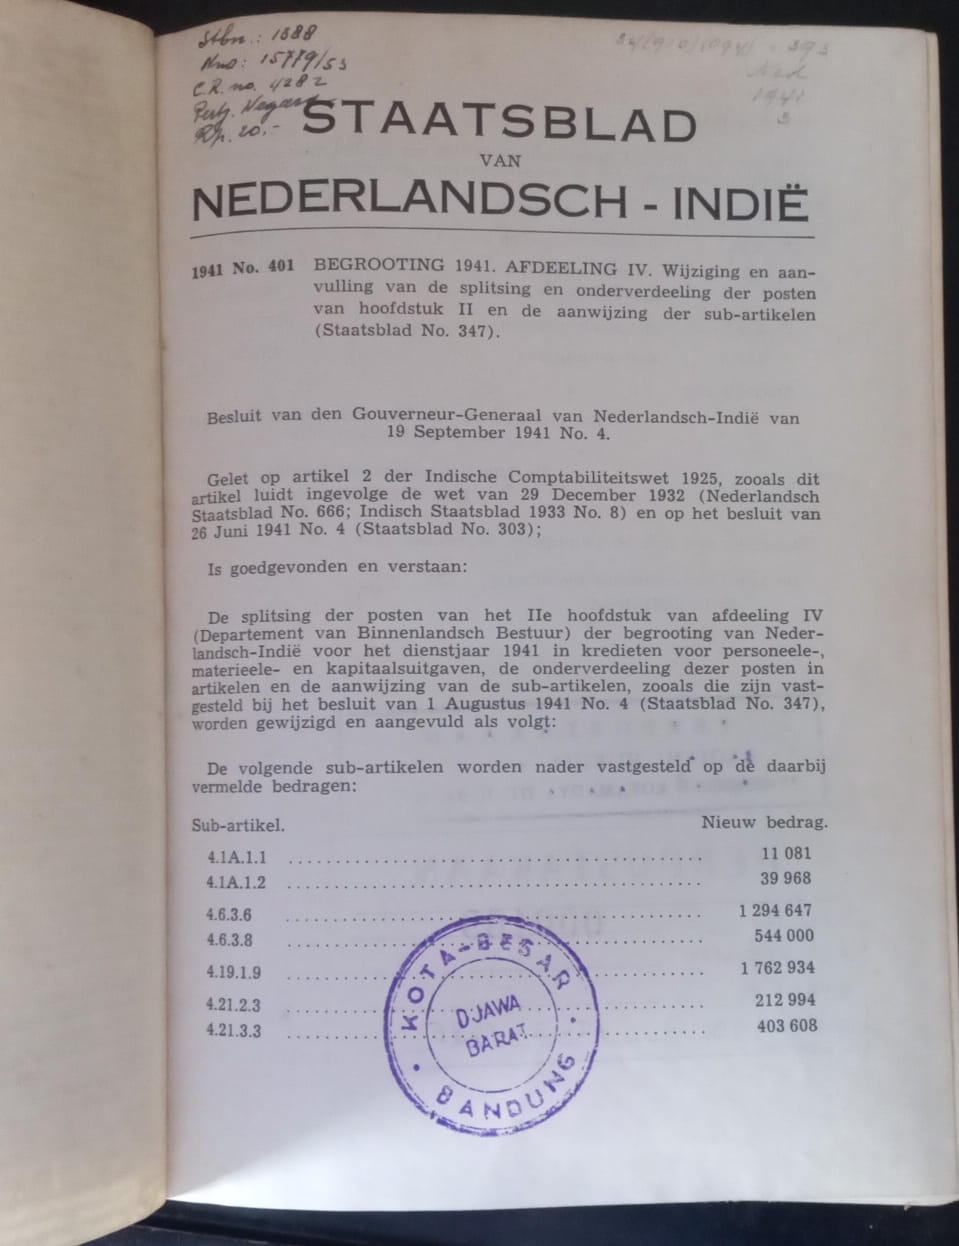 Stbn.: 1388
Nmo: 15779/53
C.R. no. 4282
Pertj. Negara
Rp. 20.-
393
Ned
1941
3
STAATSBLAD
VAN
NEDERLANDSCH - INDIË
1941 No. 401 BEGROOTING 1941. AFDEELING IV. Wijziging en aan-
vulling van de splitsing en onderverdeeling der posten
van hoofdstuk II en de aanwijzing der sub-artikelen
(Staatsblad No. 347).
Besluit van den Gouverneur-Generaal van Nederlandsch-Indië van
19 September 1941 No. 4.
Gelet op artikel 2 der Indische Comptabiliteitswet 1925, zooals dit
artikel luidt ingevolge de wet van 29 December 1932 (Nederlandsch
Staatsblad No. 666; Indisch Staatsblad 1933 No. 8) en op het besluit van
26 Juni 1941 No. 4 (Staatsblad No. 303);
Is goedgevonden en verstaan:
De splitsing der posten van het IIe hoofdstuk van afdeeling IV
(Departement van Binnenlandsch Bestuur) der begrooting van Neder-
landsch-Indië voor het dienstjaar 1941 in kredieten voor personeele-,
materieele- en kapitaalsuitgaven, de onderverdeeling dezer posten in
artikelen en de aanwijzing van de sub-artikelen, zooals die zijn vast-
gesteld bij het besluit van 1 Augustus 1941 No. 4 (Staatsblad No. 347),
worden gewijzigd en aangevuld als volgt:
De volgende sub-artikelen worden nader vastgesteld op de daarbij
vermelde bedragen:
Sub-artikel. Nieuw bedrag.
4.1A.1.1 .................................................. 11 081
4.1A.1.2 .................................................. 39 968
4.6.3.6 .................................................. 1 294 647
4.6.3.8 .................................................. 544 000
4.19.1.9 .................................................. 1 762 934
4.21.2.3 .................................................. 212 994
4.21.3.3 .................................................. 403 608
KOTA-BESAR
DJAWA
BARAT
BANDUNG